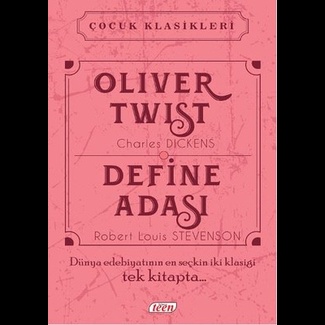 ÇOCUK KLASİKLERİ
OLIVER
TWIST
Charles DICKENS
DEFİNE
ADASI
Robert Louis STEVENSON
Dünya edebiyatının en seçkin iki klasiği
tek kitapta...
teen